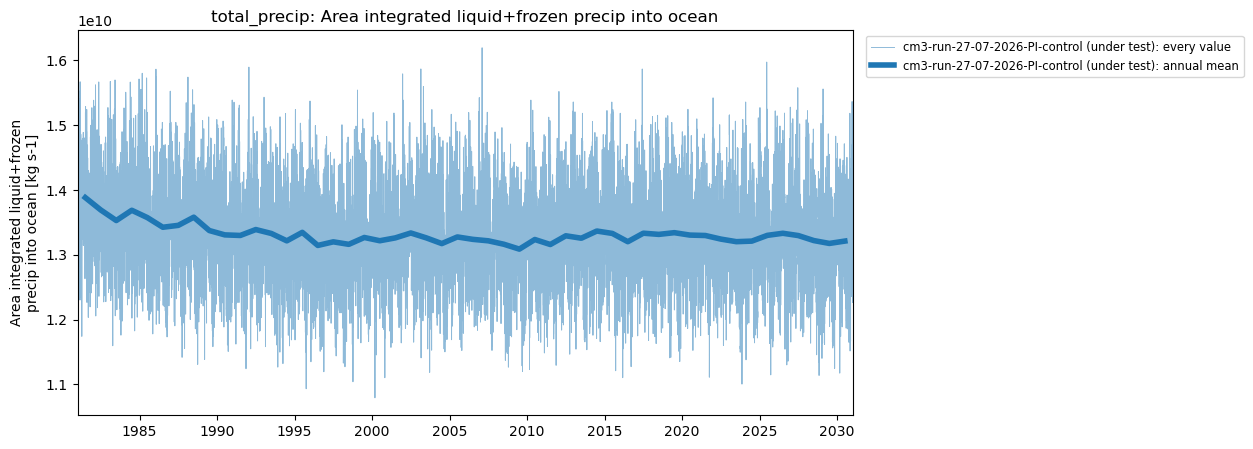 total_precip: Area integrated liquid+frozen precip into ocean
1e10
1.6
1.5
1.4
1.3
1.2
1.1
Area integrated liquid+frozen
precip into ocean [kg s-1]
1985
1990
1995
2000
2005
2010
2015
2020
2025
2030
cm3-run-27-07-2026-PI-control (under test): every value
cm3-run-27-07-2026-PI-control (under test): annual mean